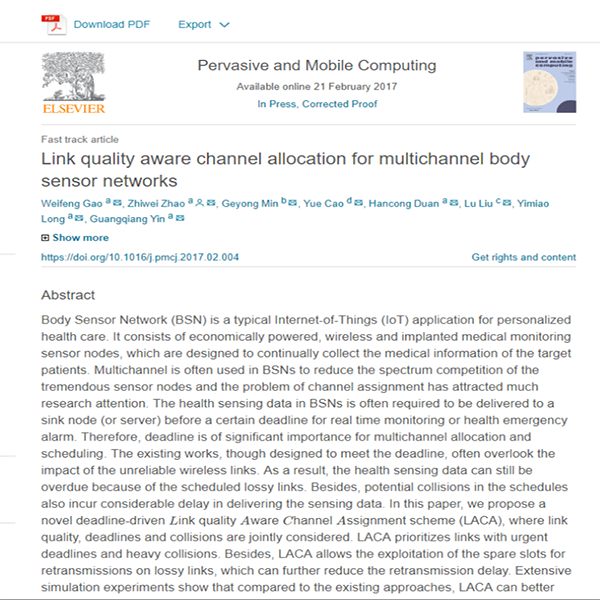 PDF
Download PDF Export
Pervasive and Mobile Computing
Available online 21 February 2017
In Press, Corrected Proof
ELSEVIER
pervasive
and mobile
computing
Fast track article
Link quality aware channel allocation for multichannel body
sensor networks
Weifeng Gao a, Zhiwei Zhao a, Geyong Min b, Yue Cao d, Hancong Duan a, Lu Liu c, Yimiao
Long a, Guangqiang Yin a
Show more
https://doi.org/10.1016/j.pmcj.2017.02.004 Get rights and content
Abstract
Body Sensor Network (BSN) is a typical Internet-of-Things (IoT) application for personalized
health care. It consists of economically powered, wireless and implanted medical monitoring
sensor nodes, which are designed to continually collect the medical information of the target
patients. Multichannel is often used in BSNs to reduce the spectrum competition of the
tremendous sensor nodes and the problem of channel assignment has attracted much
research attention. The health sensing data in BSNs is often required to be delivered to a
sink node (or server) before a certain deadline for real time monitoring or health emergency
alarm. Therefore, deadline is of significant importance for multichannel allocation and
scheduling. The existing works, though designed to meet the deadline, often overlook the
impact of the unreliable wireless links. As a result, the health sensing data can still be
overdue because of the scheduled lossy links. Besides, potential collisions in the schedules
also incur considerable delay in delivering the sensing data. In this paper, we propose a
novel deadline-driven Link quality Aware Channel Assignment scheme (LACA), where link
quality, deadlines and collisions are jointly considered. LACA prioritizes links with urgent
deadlines and heavy collisions. Besides, LACA allows the exploitation of the spare slots for
retransmissions on lossy links, which can further reduce the retransmission delay. Extensive
simulation experiments show that compared to the existing approaches, LACA can better